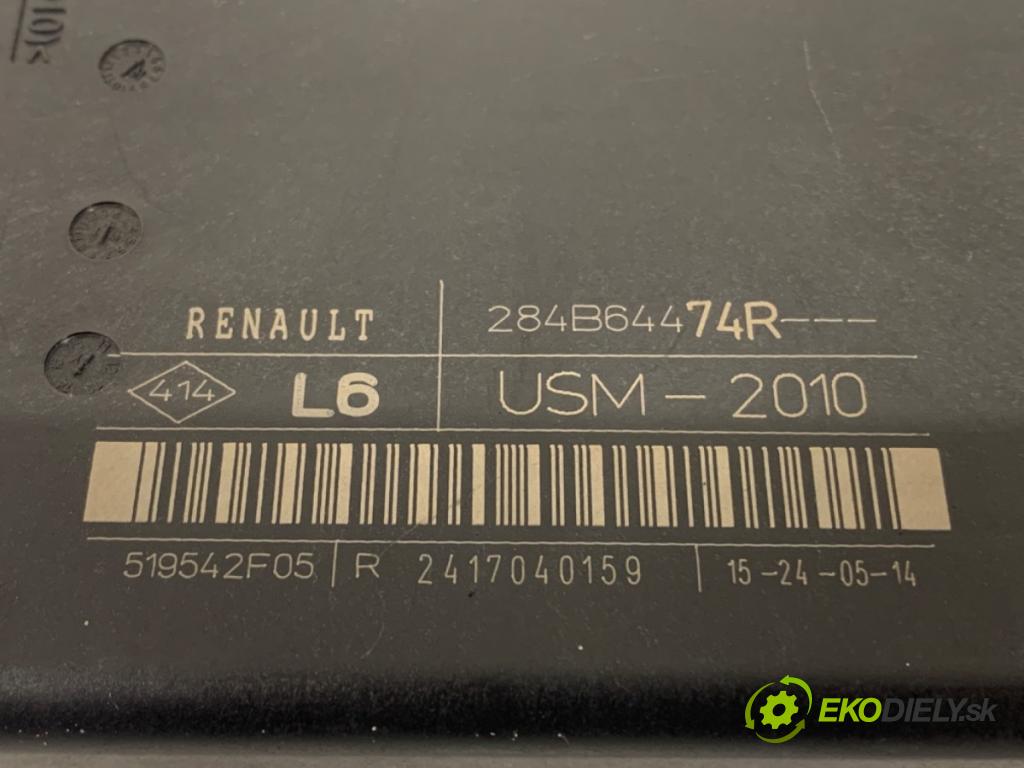 RENAULT 284B64474R---
414 L6 USM - 2010
519542F05 R 2417040159 15-24-05-14
EKODIELY.sk